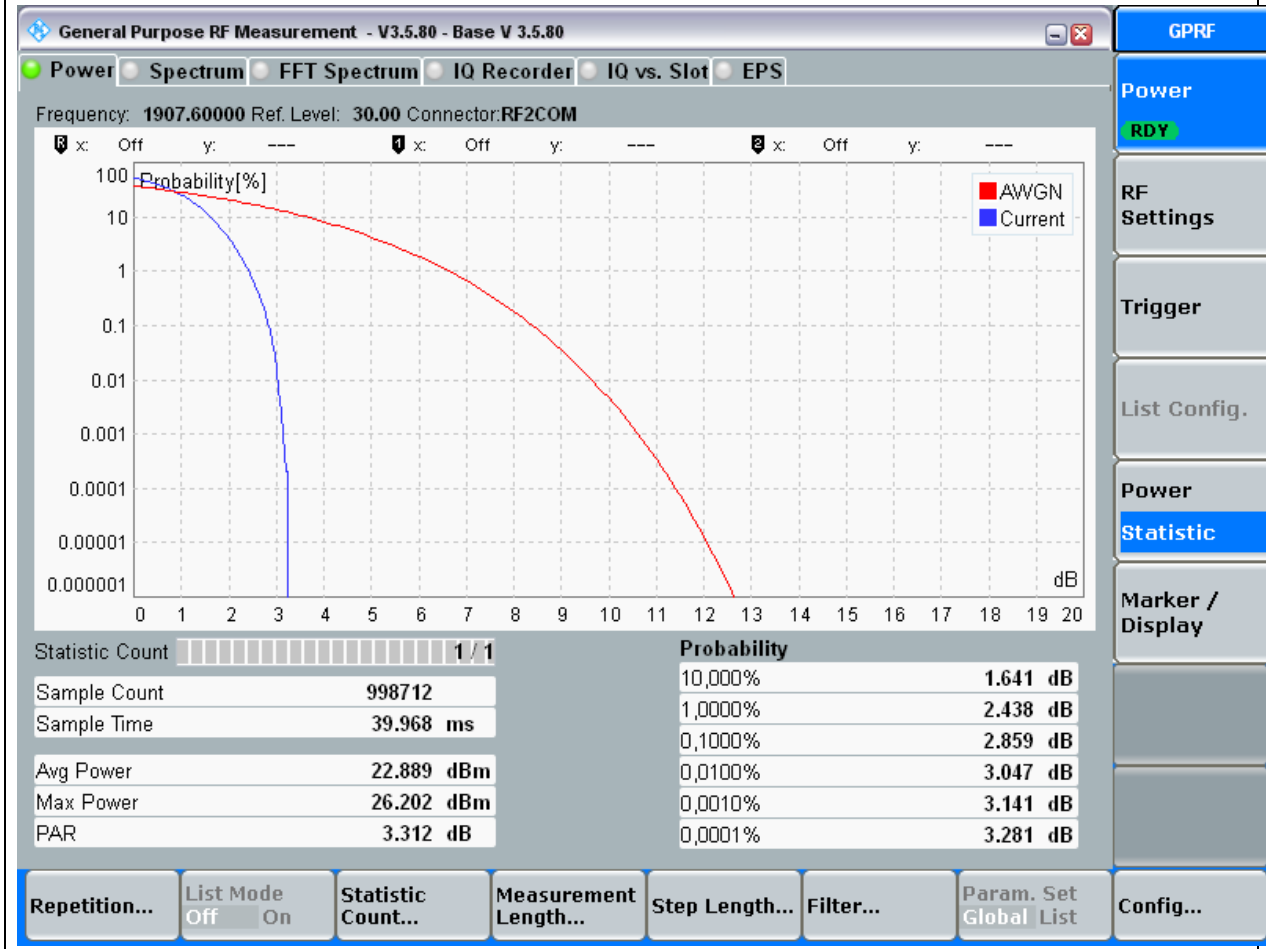 General Purpose RF Measurement - V3.5.80 - Base V 3.5.80
GPRF
Power Spectrum FFT Spectrum IQ Recorder IQ vs. Slot EPS
Frequency: 1907.60000 Ref. Level: 30.00 Connector:RF2COM
R x: Off y: --- 1 x: Off y: --- 2 x: Off y: ---
Probability[%]
100
10
1
0.1
0.01
0.001
0.0001
0.00001
0.000001
AWGN
Current
dB
0 1 2 3 4 5 6 7 8 9 10 11 12 13 14 15 16 17 18 19 20
Statistic Count 1 / 1
Sample Count 998712
Sample Time 39.968 ms
Avg Power 22.889 dBm
Max Power 26.202 dBm
PAR 3.312 dB
Probability
10,000% 1.641 dB
1,0000% 2.438 dB
0,1000% 2.859 dB
0,0100% 3.047 dB
0,0010% 3.141 dB
0,0001% 3.281 dB
Power
RDY
RF
Settings
Trigger
List Config.
Power
Statistic
Marker /
Display
Repetition...
List Mode
Off On
Statistic
Count...
Measurement
Length...
Step Length...
Filter...
Param. Set
Global List
Config...